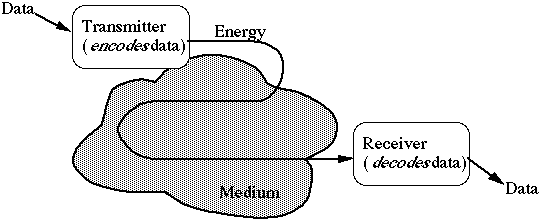 Data
Transmitter
(encodes data)
Energy
Receiver
(decodes data)
Medium
Data